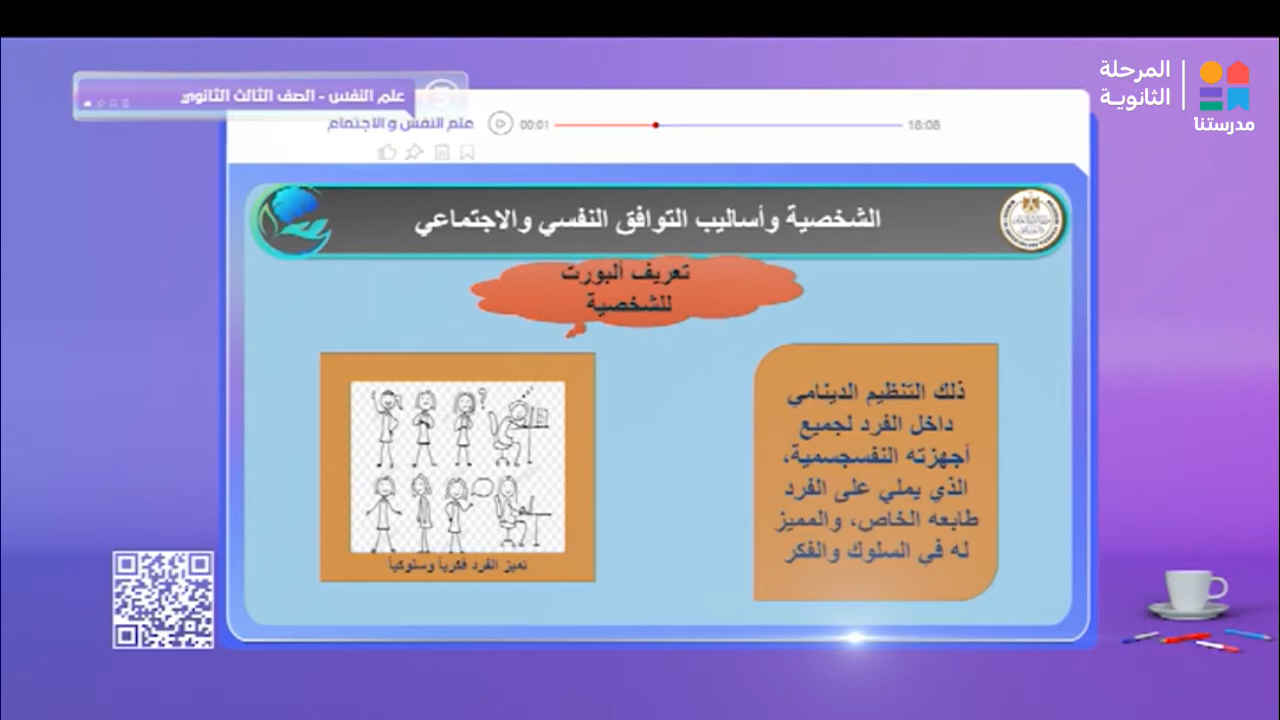 المرحلة
الثانوية
مدرستنا
علم النفس - الصف الثالث الثانوي
علم النفس و الاجتماع
00:01
18:08
الشخصية وأساليب التوافق النفسي والاجتماعي
تعريف ألبورت
للشخصية
ذلك التنظيم الدينامي
داخل الفرد لجميع
أجهزته النفسجسمية،
الذي يملي على الفرد
طابعه الخاص، والمميز
له في السلوك والفكر
تميز الفرد فكرياً وسلوكياً